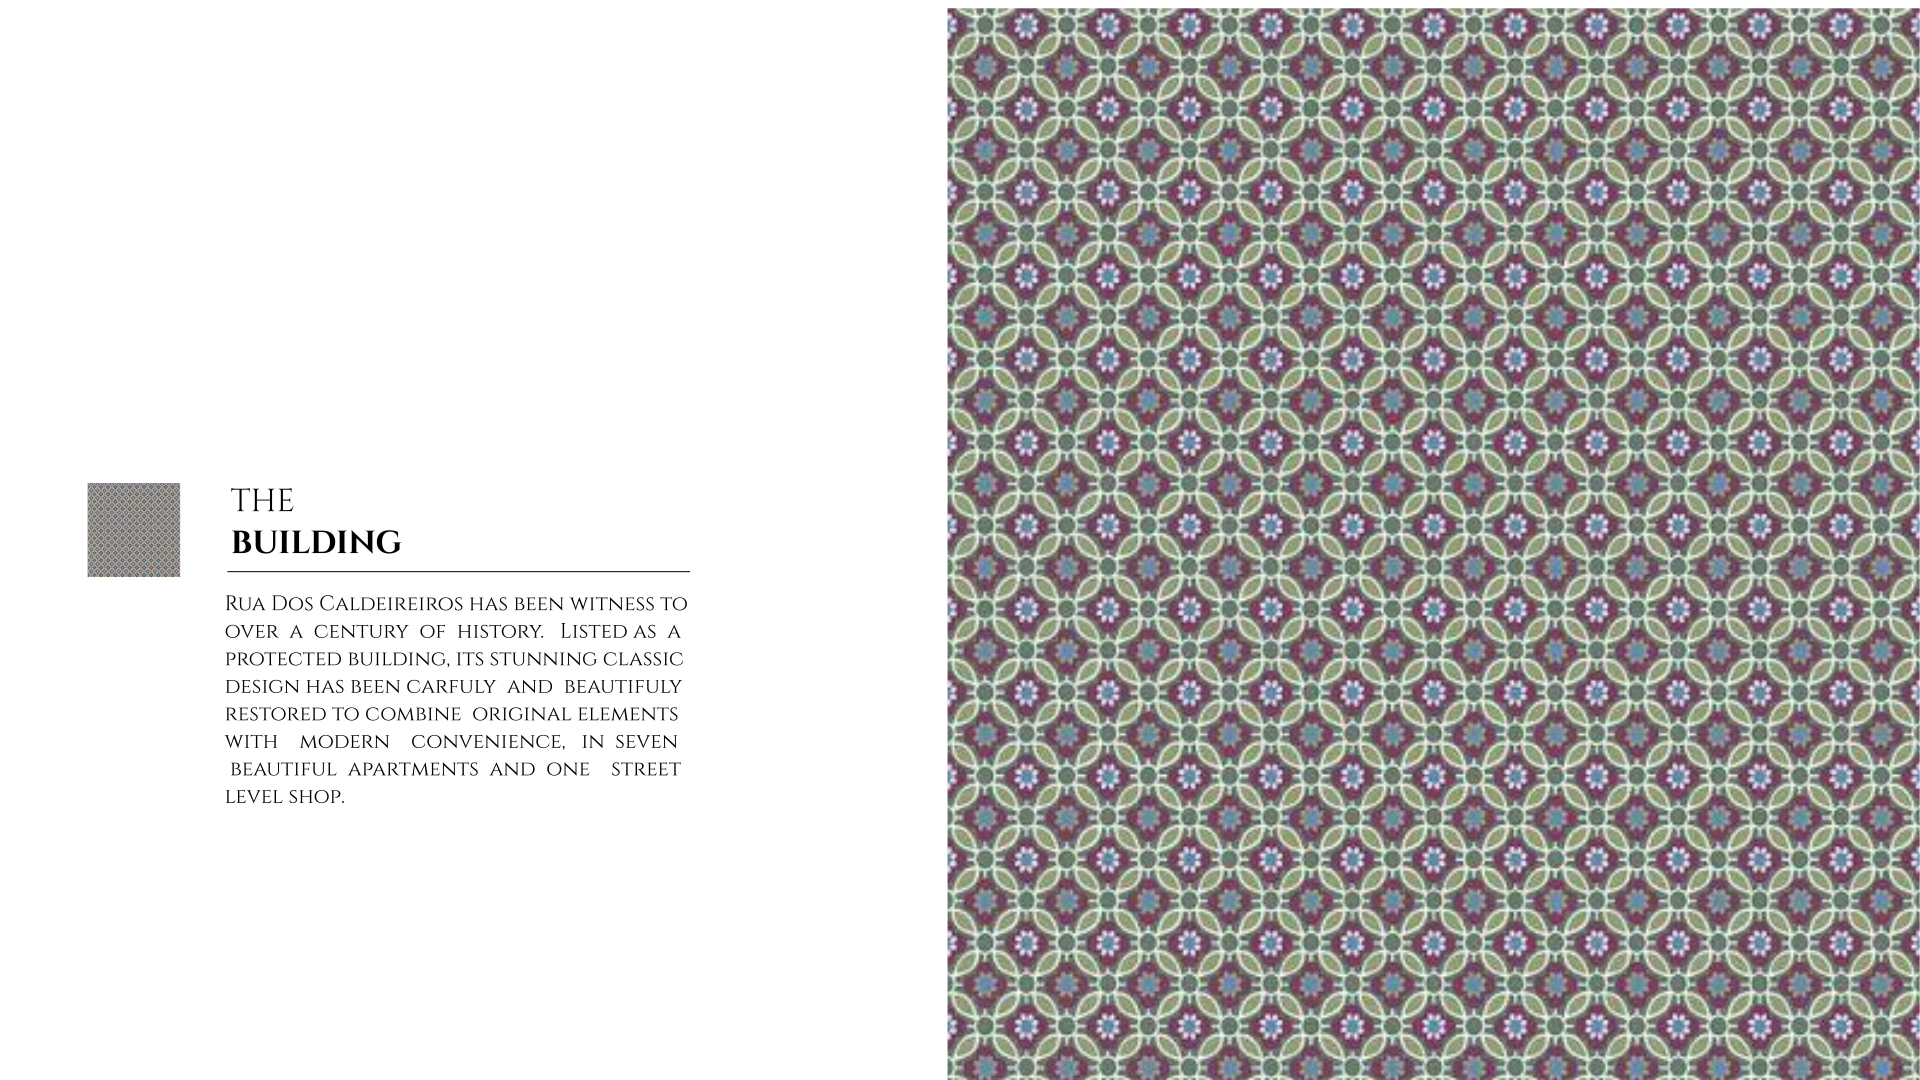 THE
BUILDING
Rua Dos Caldeireiros has been witness to
over a century of history. Listed as a
protected building, its stunning classic
design has been carfuly and beautifuly
restored to combine original elements
with modern convenience, in seven
beautiful apartments and one street
level shop.